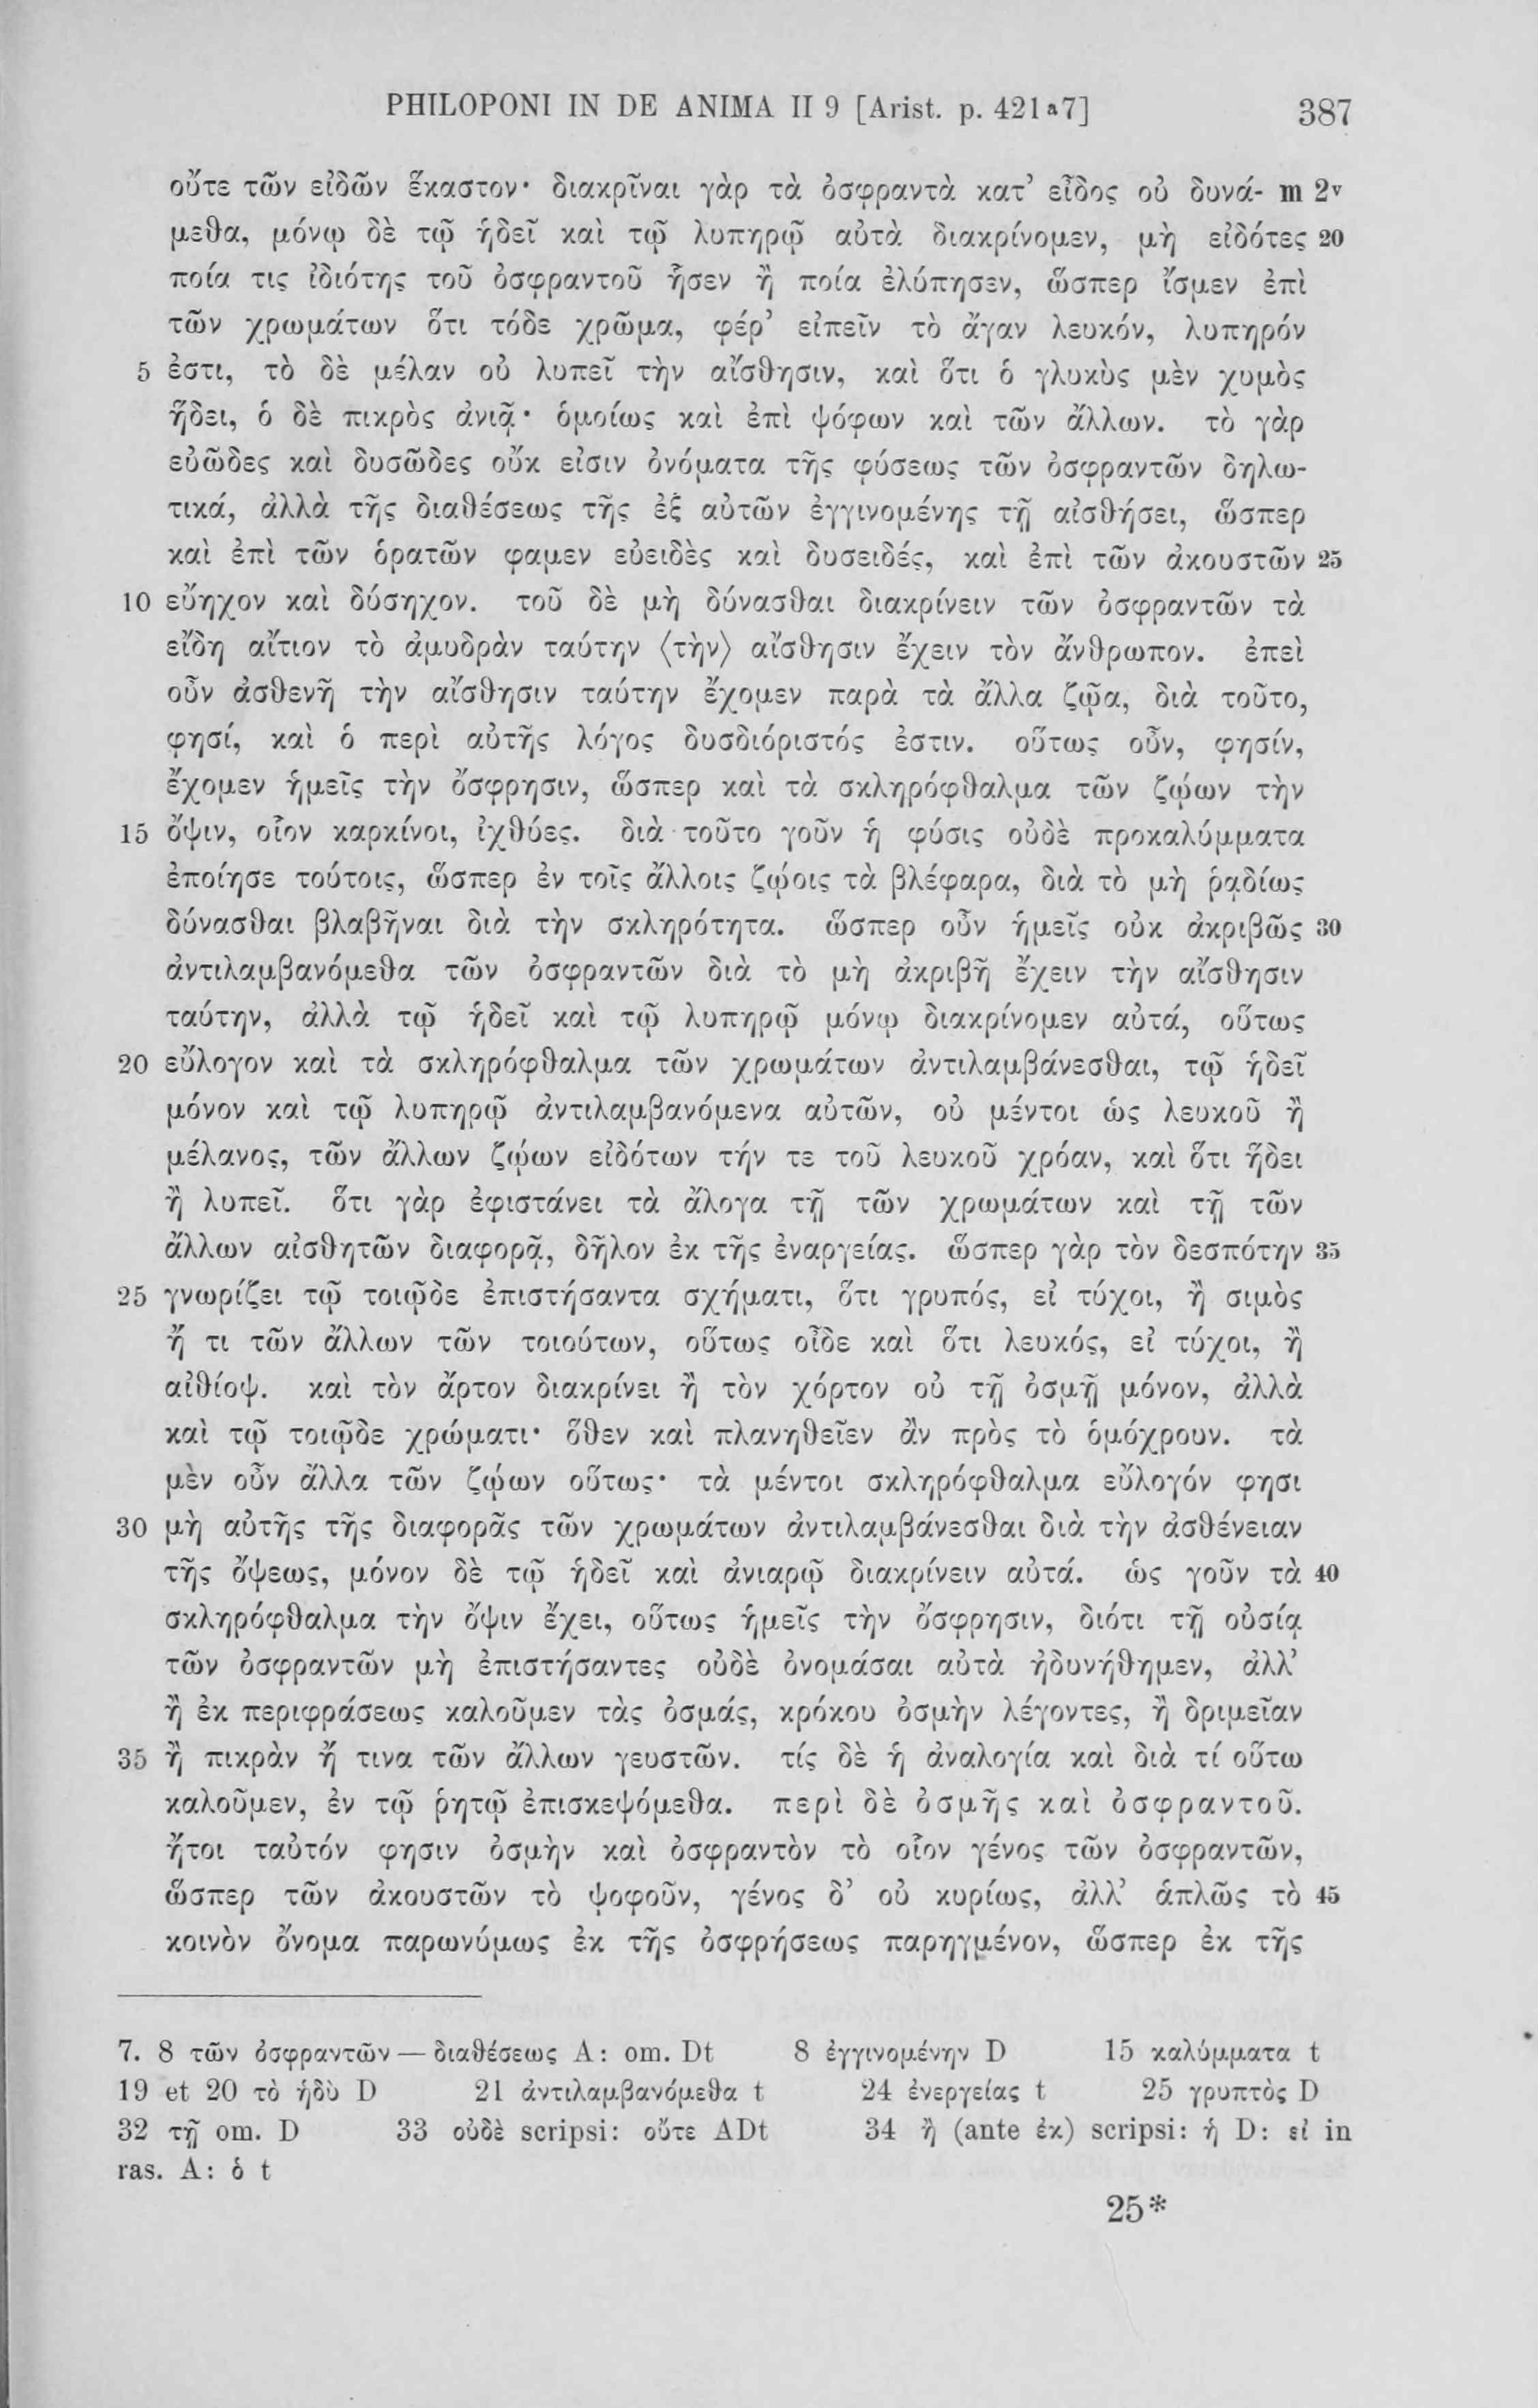 PHILOPONI IN DE ANIMA II 9 [Arist. p. 421ᵃ7] 387
οὔτε τῶν εἰδῶν ἕκαστον· διακρῖναι γὰρ τὰ ὀσφραντὰ κατ’ εἶδος οὐ δυνά- m 2ᵛ
μεθα, μόνῳ δὲ τῷ ἡδεῖ καὶ τῷ λυπηρῷ αὐτὰ διακρίνομεν, μὴ εἰδότες 20
ποία τις ἰδιότης τοῦ ὀσφραντοῦ ἧσεν ἢ ποία ἐλύπησεν, ὥσπερ ἴσμεν ἐπὶ
τῶν χρωμάτων ὅτι τόδε χρῶμα, φέρ’ εἰπεῖν τὸ ἄγαν λευκόν, λυπηρόν
5 ἐστι, τὸ δὲ μέλαν οὐ λυπεῖ τὴν αἴσθησιν, καὶ ὅτι ὁ γλυκὺς μὲν χυμὸς
ἥδει, ὁ δὲ πικρὸς ἀνιᾷ· ὁμοίως καὶ ἐπὶ ψόφων καὶ τῶν ἄλλων. τὸ γὰρ
εὐῶδες καὶ δυσῶδες οὔκ εἰσιν ὀνόματα τῆς φύσεως τῶν ὀσφραντῶν δηλω-
τικά, ἀλλὰ τῆς διαθέσεως τῆς ἐξ αὐτῶν ἐγγινομένης τῇ αἰσθήσει, ὥσπερ
καὶ ἐπὶ τῶν ὁρατῶν φαμεν εὐειδὲς καὶ δυσειδές, καὶ ἐπὶ τῶν ἀκουστῶν 25
10 εὔηχον καὶ δύσηχον. τοῦ δὲ μὴ δύνασθαι διακρίνειν τῶν ὀσφραντῶν τὰ
εἴδη αἴτιον τὸ ἀμυδρὰν ταύτην ⟨τὴν⟩ αἴσθησιν ἔχειν τὸν ἄνθρωπον. ἐπεὶ
οὖν ἀσθενῆ τὴν αἴσθησιν ταύτην ἔχομεν παρὰ τὰ ἄλλα ζῷα, διὰ τοῦτο,
φησί, καὶ ὁ περὶ αὐτῆς λόγος δυσδιόριστός ἐστιν. οὕτως οὖν, φησίν,
ἔχομεν ἡμεῖς τὴν ὄσφρησιν, ὥσπερ καὶ τὰ σκληρόφθαλμα τῶν ζῴων τὴν
15 ὄψιν, οἷον καρκίνοι, ἰχθύες. διὰ τοῦτο γοῦν ἡ φύσις οὐδὲ προκαλύμματα
ἐποίησε τούτοις, ὥσπερ ἐν τοῖς ἄλλοις ζῴοις τὰ βλέφαρα, διὰ τὸ μὴ ῥᾳδίως
δύνασθαι βλαβῆναι διὰ τὴν σκληρότητα. ὥσπερ οὖν ἡμεῖς οὐκ ἀκριβῶς 30
ἀντιλαμβανόμεθα τῶν ὀσφραντῶν διὰ τὸ μὴ ἀκριβῆ ἔχειν τὴν αἴσθησιν
ταύτην, ἀλλὰ τῷ ἡδεῖ καὶ τῷ λυπηρῷ μόνῳ διακρίνομεν αὐτά, οὕτως
20 εὔλογον καὶ τὰ σκληρόφθαλμα τῶν χρωμάτων ἀντιλαμβάνεσθαι, τῷ ἡδεῖ
μόνον καὶ τῷ λυπηρῷ ἀντιλαμβανόμενα αὐτῶν, οὐ μέντοι ὡς λευκοῦ ἢ
μέλανος, τῶν ἄλλων ζῴων εἰδότων τήν τε τοῦ λευκοῦ χρόαν, καὶ ὅτι ἥδει
ἢ λυπεῖ. ὅτι γὰρ ἐφιστάνει τὰ ἄλογα τῇ τῶν χρωμάτων καὶ τῇ τῶν
ἄλλων αἰσθητῶν διαφορᾷ, δῆλον ἐκ τῆς ἐναργείας. ὥσπερ γὰρ τὸν δεσπότην 35
25 γνωρίζει τῷ τοιῷδε ἐπιστήσαντα σχήματι, ὅτι γρυπός, εἰ τύχοι, ἢ σιμὸς
ἤ τι τῶν ἄλλων τῶν τοιούτων, οὕτως οἶδε καὶ ὅτι λευκός, εἰ τύχοι, ἢ
αἰθίοψ. καὶ τὸν ἄρτον διακρίνει ἢ τὸν χόρτον οὐ τῇ ὀσμῇ μόνον, ἀλλὰ
καὶ τῷ τοιῷδε χρώματι· ὅθεν καὶ πλανηθεῖεν ἂν πρὸς τὸ ὁμόχρουν. τὰ
μὲν οὖν ἄλλα τῶν ζῴων οὕτως· τὰ μέντοι σκληρόφθαλμα εὔλογόν φησι
30 μὴ αὐτῆς τῆς διαφορᾶς τῶν χρωμάτων ἀντιλαμβάνεσθαι διὰ τὴν ἀσθένειαν
τῆς ὄψεως, μόνον δὲ τῷ ἡδεῖ καὶ ἀνιαρῷ διακρίνειν αὐτά. ὡς γοῦν τὰ 40
σκληρόφθαλμα τὴν ὄψιν ἔχει, οὕτως ἡμεῖς τὴν ὄσφρησιν, διότι τῇ οὐσίᾳ
τῶν ὀσφραντῶν μὴ ἐπιστήσαντες οὐδὲ ὀνομάσαι αὐτὰ ἠδυνήθημεν, ἀλλ’
ἢ ἐκ περιφράσεως καλοῦμεν τὰς ὀσμάς, κρόκου ὀσμὴν λέγοντες, ἢ δριμεῖαν
35 ἢ πικρὰν ἤ τινα τῶν ἄλλων γευστῶν. τίς δὲ ἡ ἀναλογία καὶ διὰ τί οὕτω
καλοῦμεν, ἐν τῷ ῥητῷ ἐπισκεψόμεθα. περὶ δὲ ὀσμῆς καὶ ὀσφραντοῦ.
ἤτοι ταὐτόν φησιν ὀσμὴν καὶ ὀσφραντὸν τὸ οἷον γένος τῶν ὀσφραντῶν,
ὥσπερ τῶν ἀκουστῶν τὸ ψοφοῦν, γένος δ’ οὐ κυρίως, ἀλλ’ ἁπλῶς τὸ 45
κοινὸν ὄνομα παρωνύμως ἐκ τῆς ὀσφρήσεως παρηγμένον, ὥσπερ ἐκ τῆς
7. 8 τῶν ὀσφραντῶν — διαθέσεως A: om. Dt 8 ἐγγινομένην D 15 καλύμματα t
19 et 20 τὸ ἡδὺ D 21 ἀντιλαμβανόμεθα t 24 ἐνεργείας t 25 γρυπτὸς D
32 τῇ om. D 33 οὐδὲ scripsi: οὔτε ADt 34 ἢ (ante ἐκ) scripsi: ἡ D: εἰ in
ras. A: ὁ t
25*